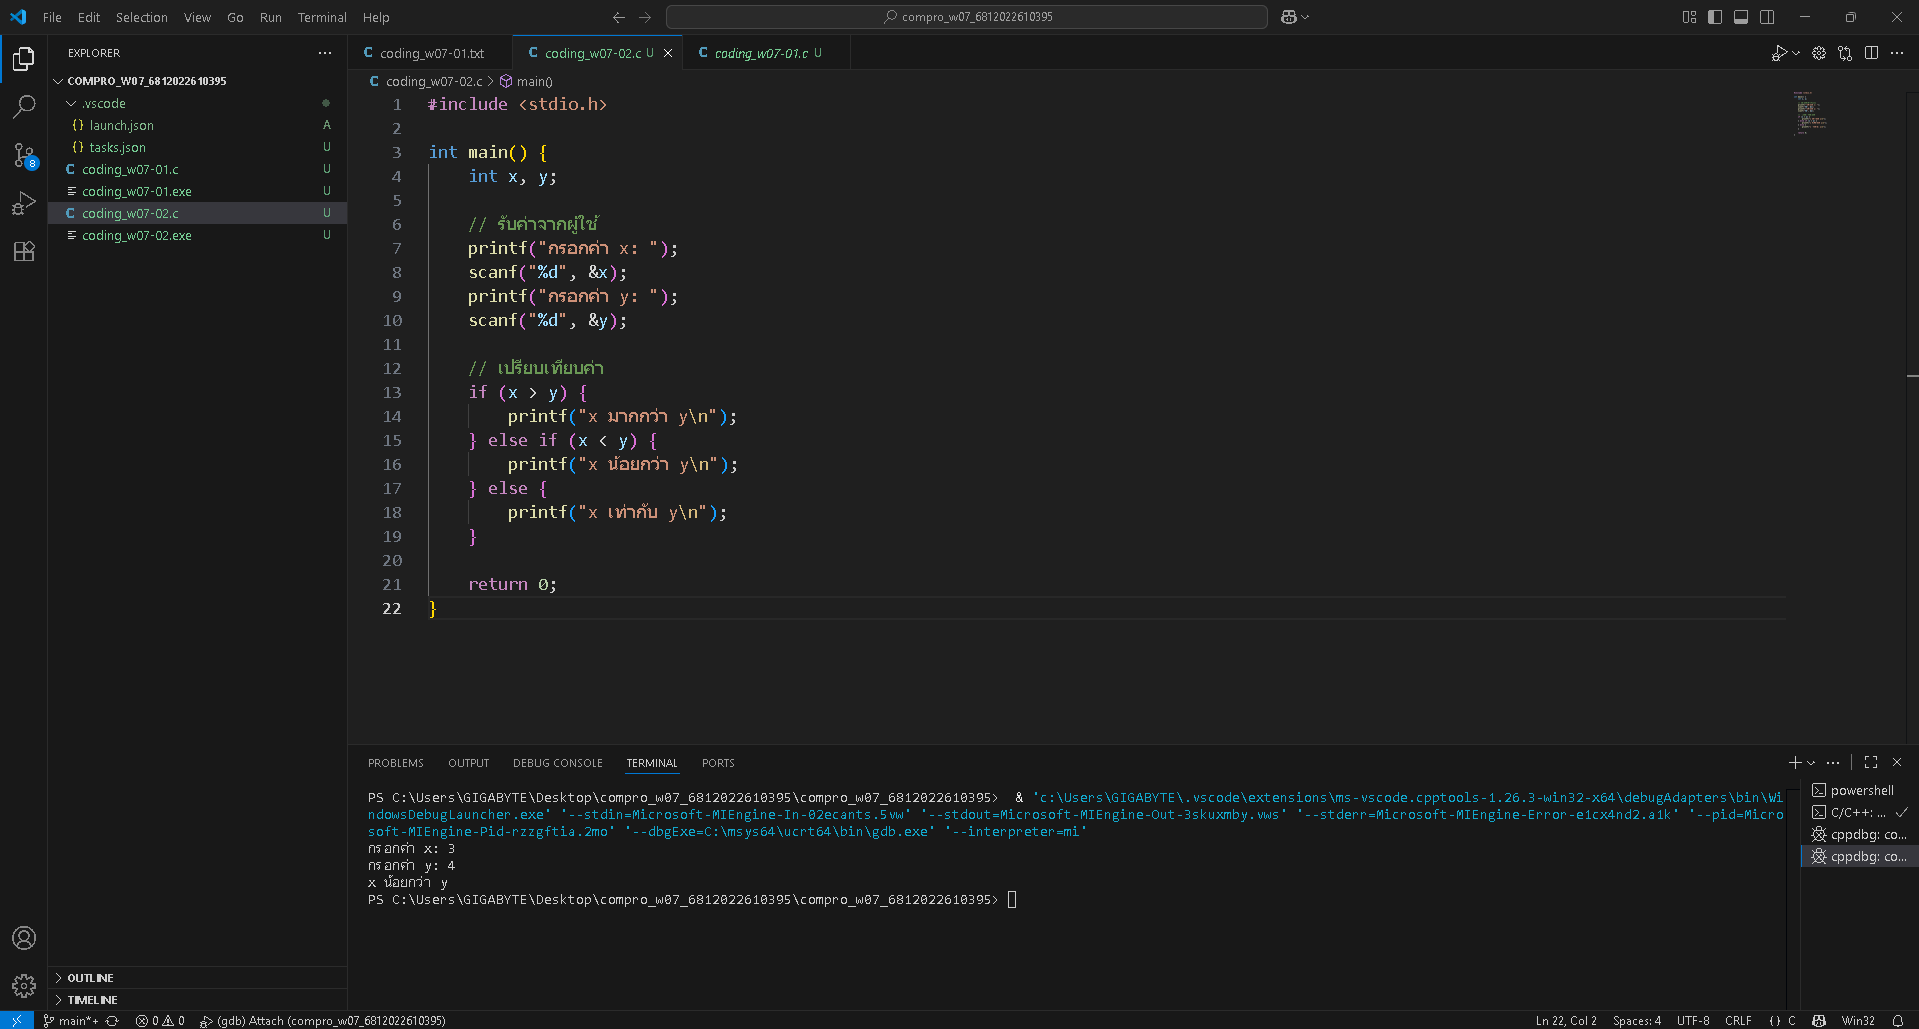 File Edit Selection View Go Run Terminal Help
compro_w07_6812022610395
EXPLORER
COMPRO_W07_6812022610395
.vscode
launch.json A
tasks.json U
coding_w07-01.c U
coding_w07-01.exe U
coding_w07-02.c U
coding_w07-02.exe U
8
OUTLINE
TIMELINE
coding_w07-01.txt
coding_w07-02.c U
coding_w07-01.c U
coding_w07-02.c > main()
1 #include <stdio.h>
2
3 int main() {
4 int x, y;
5
6 // รับค่าจากผู้ใช้
7 printf("กรอกค่า x: ");
8 scanf("%d", &x);
9 printf("กรอกค่า y: ");
10 scanf("%d", &y);
11
12 // เปรียบเทียบค่า
13 if (x > y) {
14 printf("x มากกว่า y\n");
15 } else if (x < y) {
16 printf("x น้อยกว่า y\n");
17 } else {
18 printf("x เท่ากับ y\n");
19 }
20
21 return 0;
22 }
PROBLEMS OUTPUT DEBUG CONSOLE TERMINAL PORTS
PS C:\Users\GIGABYTE\Desktop\compro_w07_6812022610395\compro_w07_6812022610395> & 'c:\Users\GIGABYTE\.vscode\extensions\ms-vscode.cpptools-1.26.3-win32-x64\debugAdapters\bin\Wi
ndowsDebugLauncher.exe' '--stdin=Microsoft-MIEngine-In-02ecants.5vw' '--stdout=Microsoft-MIEngine-Out-3skuxmby.vws' '--stderr=Microsoft-MIEngine-Error-e1cx4nd2.a1k' '--pid=Micro
soft-MIEngine-Pid-rzzgftia.2mo' '--dbgExe=C:\msys64\ucrt64\bin\gdb.exe' '--interpreter=mi'
กรอกค่า x: 3
กรอกค่า y: 4
x น้อยกว่า y
PS C:\Users\GIGABYTE\Desktop\compro_w07_6812022610395\compro_w07_6812022610395>
powershell
C/C++: ...
cppdbg: co...
cppdbg: co...
main*+ 0 0 (gdb) Attach (compro_w07_6812022610395)
Ln 22, Col 2 Spaces: 4 UTF-8 CRLF {} C Win32